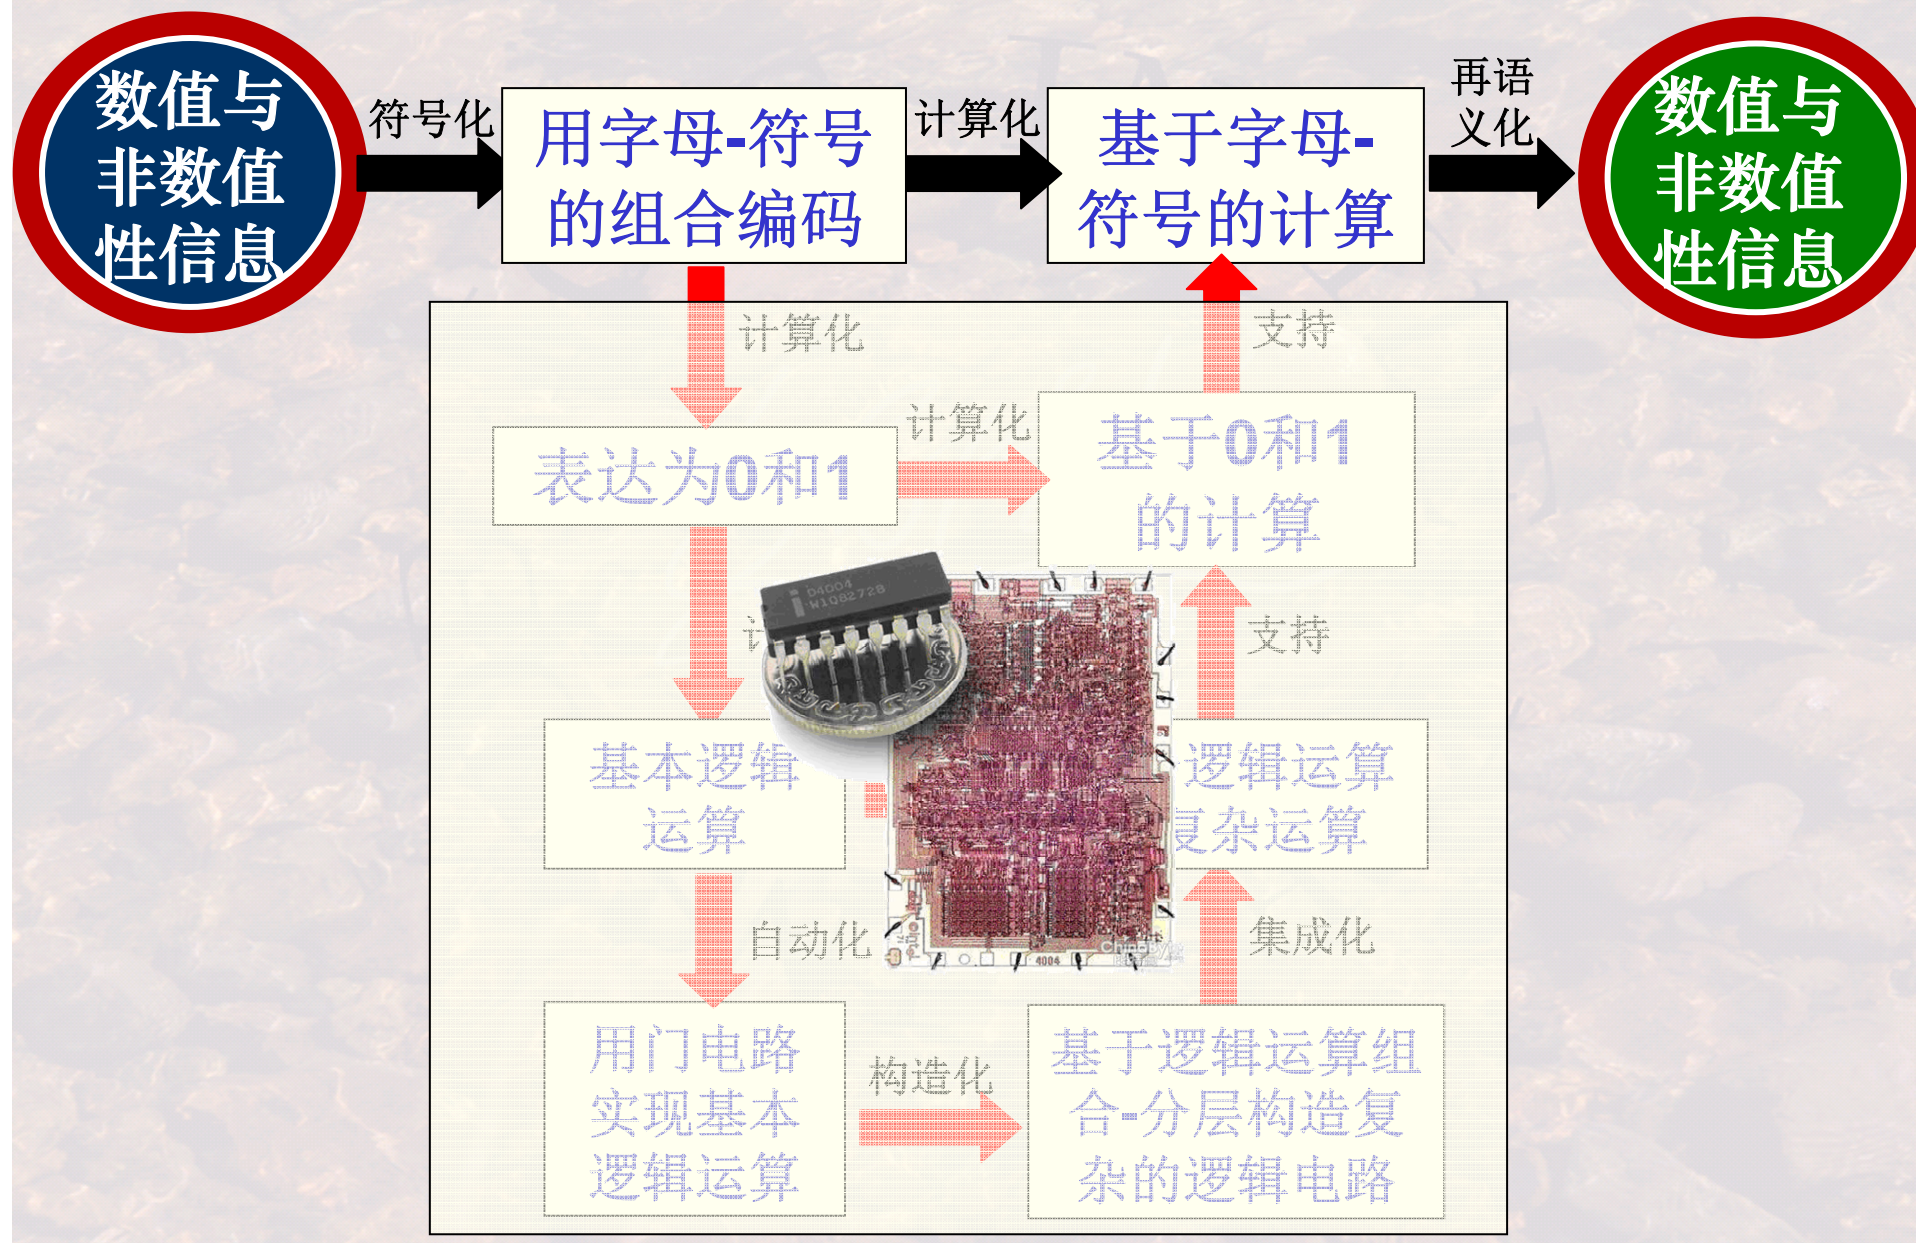 数值与
非数值
性信息
符号化
用字母-符号
的组合编码
计算化
基于字母-
符号的计算
再语
义化
数值与
非数值
性信息
计算化
支持
表达为0和1
计算化
基于0和1
的计算
D4004
支持
基本逻辑
运算
逻辑运算
复杂运算
自动化
集成化
intel
4004
用门电路
实现基本
逻辑运算
构造化
基于逻辑运算组
合-分层构造复
杂的逻辑电路